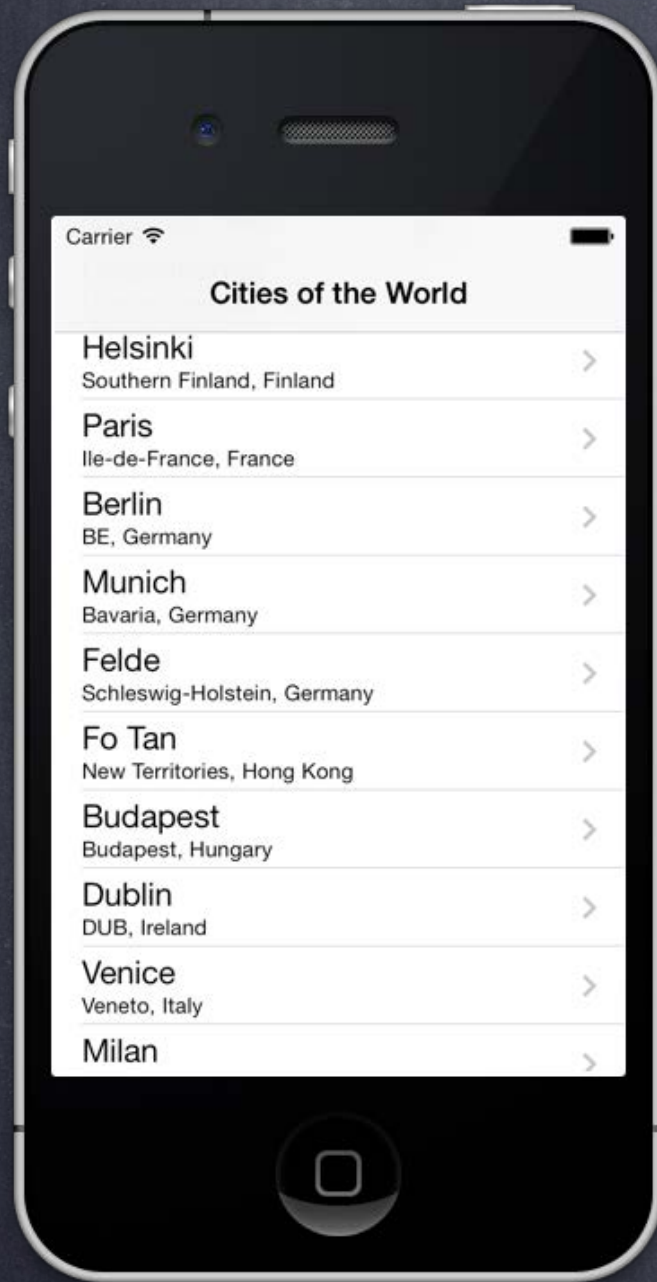 Carrier
Cities of the World
Helsinki
Southern Finland, Finland
Paris
Ile-de-France, France
Berlin
BE, Germany
Munich
Bavaria, Germany
Felde
Schleswig-Holstein, Germany
Fo Tan
New Territories, Hong Kong
Budapest
Budapest, Hungary
Dublin
DUB, Ireland
Venice
Veneto, Italy
Milan